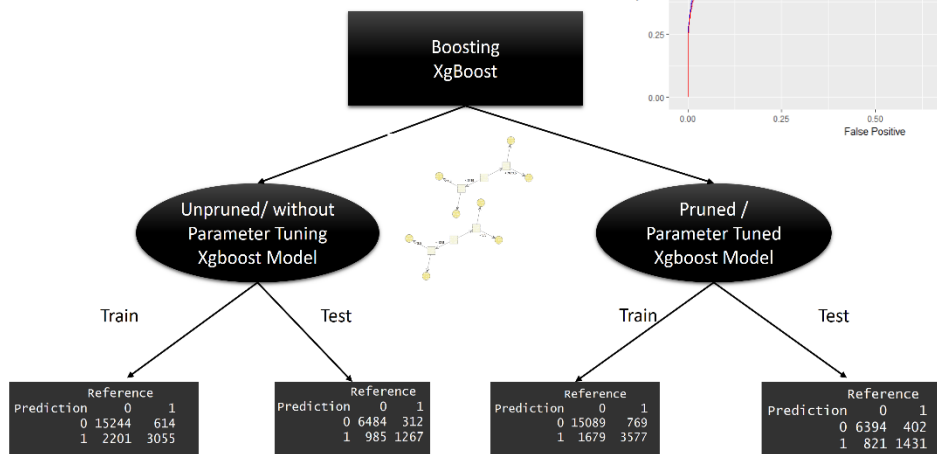 0.25
0.00
0.00 0.25 0.50
False Positive
Boosting
XgBoost
Unpruned/ without
Parameter Tuning
Xgboost Model
Pruned /
Parameter Tuned
Xgboost Model
Train
Test
Train
Test
Reference
Prediction 0 1
0 15244 614
1 2201 3055
Reference
Prediction 0 1
0 6484 312
1 985 1267
Reference
Prediction 0 1
0 15089 769
1 1679 3577
Reference
Prediction 0 1
0 6394 402
1 821 1431